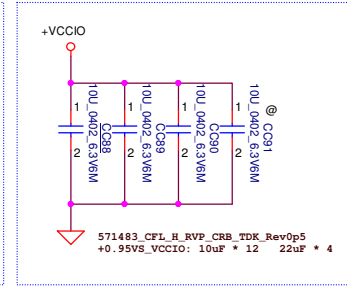 +VCCIO
1
2
10U_0402_6.3V6M
CC88
1
2
10U_0402_6.3V6M
CC89
1
2
10U_0402_6.3V6M
CC90
1
2
10U_0402_6.3V6M
CC91
@
571483_CFL_H_RVP_CRB_TDK_Rev0p5
+0.95VS_VCCIO: 10uF * 12 22uF * 4